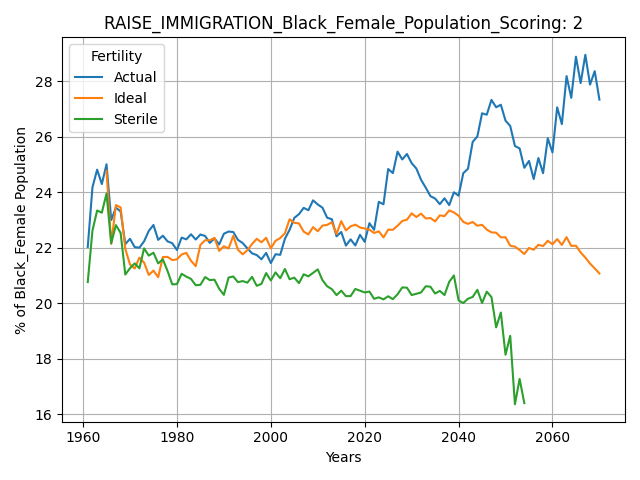 RAISE_IMMIGRATION_Black_Female_Population_Scoring: 2
Fertility
Actual
Ideal
Sterile
% of Black_Female Population
28
26
24
22
20
18
16
1960 1980 2000 2020 2040 2060
Years